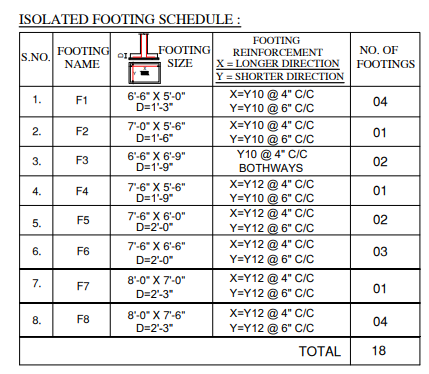 ISOLATED FOOTING SCHEDULE :
S.NO. FOOTING NAME FOOTING SIZE FOOTING REINFORCEMENT X = LONGER DIRECTION Y = SHORTER DIRECTION NO. OF FOOTINGS
D
1. F1 6'-6" X 5'-0" X=Y10 @ 4" C/C 04
D=1'-3" Y=Y10 @ 6" C/C
2. F2 7'-0" X 5'-6" X=Y10 @ 4" C/C 01
D=1'-6" Y=Y10 @ 6" C/C
3. F3 6'-6" X 6'-9" Y10 @ 4" C/C 02
D=1'-9" BOTHWAYS
4. F4 7'-6" X 5'-6" X=Y12 @ 4" C/C 01
D=1'-9" Y=Y10 @ 6" C/C
5. F5 7'-6" X 6'-0" X=Y12 @ 4" C/C 02
D=2'-0" Y=Y12 @ 6" C/C
6. F6 7'-6" X 6'-6" X=Y12 @ 4" C/C 03
D=2'-0" Y=Y12 @ 6" C/C
7. F7 8'-0" X 7'-0" X=Y12 @ 4" C/C 01
D=2'-3" Y=Y12 @ 6" C/C
8. F8 8'-0" X 7'-6" X=Y12 @ 4" C/C 04
D=2'-3" Y=Y12 @ 6" C/C
TOTAL 18